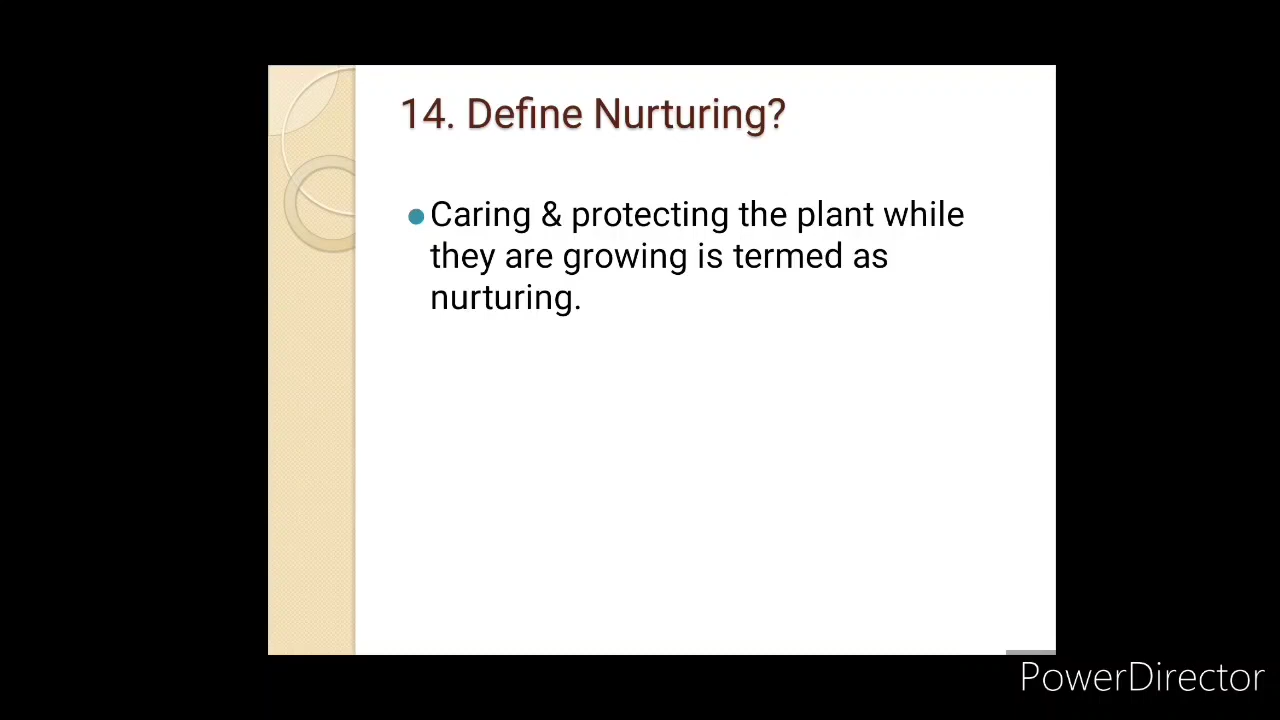 14. Define Nurturing?
Caring & protecting the plant while
they are growing is termed as
nurturing.
PowerDirector